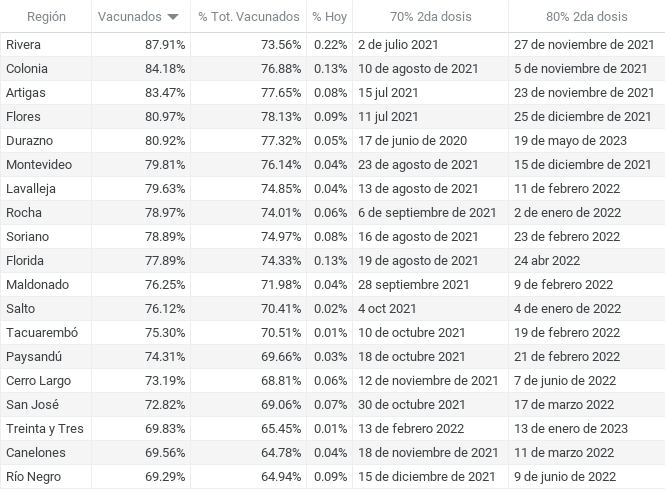 Región Vacunados % Tot. Vacunados % Hoy 70% 2da dosis 80% 2da dosis
Rivera 87.91% 73.56% 0.22% 2 de julio 2021 27 de noviembre de 2021
Colonia 84.18% 76.88% 0.13% 10 de agosto de 2021 5 de noviembre de 2021
Artigas 83.47% 77.65% 0.08% 15 jul 2021 23 de noviembre de 2021
Flores 80.97% 78.13% 0.09% 11 jul 2021 25 de diciembre de 2021
Durazno 80.92% 77.32% 0.05% 17 de junio de 2020 19 de mayo de 2023
Montevideo 79.81% 76.14% 0.04% 23 de agosto de 2021 15 de diciembre de 2021
Lavalleja 79.63% 74.85% 0.04% 13 de agosto de 2021 11 de febrero 2022
Rocha 78.97% 74.01% 0.06% 6 de septiembre de 2021 2 de enero de 2022
Soriano 78.89% 74.97% 0.08% 16 de agosto de 2021 23 de febrero 2022
Florida 77.89% 74.33% 0.13% 19 de agosto de 2021 24 abr 2022
Maldonado 76.25% 71.98% 0.04% 28 septiembre 2021 9 de febrero 2022
Salto 76.12% 70.41% 0.02% 4 oct 2021 4 de enero de 2022
Tacuarembó 75.30% 70.51% 0.01% 10 de octubre 2021 19 de febrero 2022
Paysandú 74.31% 69.66% 0.03% 18 de octubre 2021 21 de febrero 2022
Cerro Largo 73.19% 68.81% 0.06% 12 de noviembre de 2021 7 de junio de 2022
San José 72.82% 69.06% 0.07% 30 de octubre 2021 17 de marzo 2022
Treinta y Tres 69.83% 65.45% 0.01% 13 de febrero 2022 13 de enero de 2023
Canelones 69.56% 64.78% 0.04% 18 de noviembre de 2021 11 de marzo 2022
Río Negro 69.29% 64.94% 0.09% 15 de diciembre de 2021 9 de junio de 2022